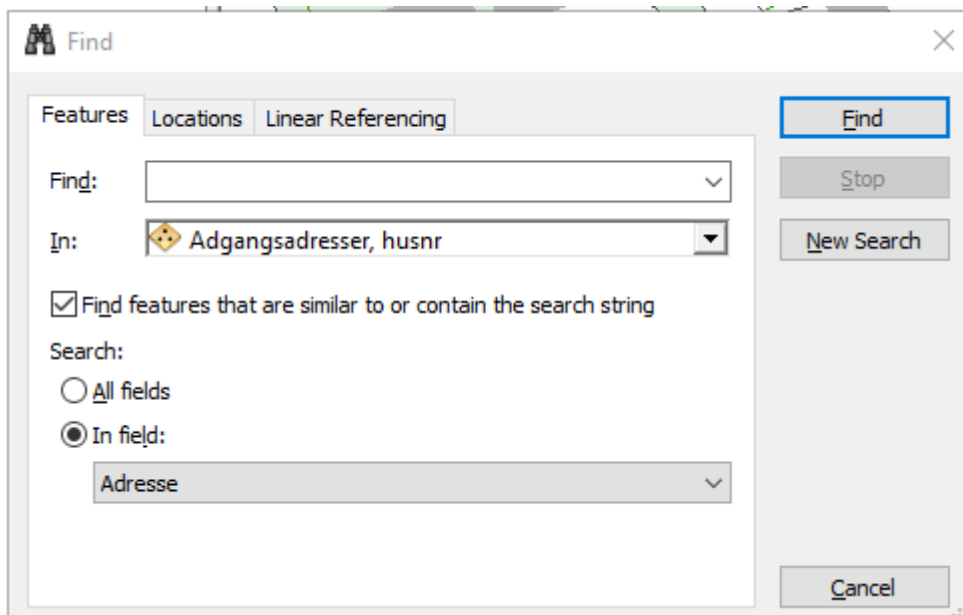 Find
Features Locations Linear Referencing
Find
Find:
Stop
In: Adgangsadresser, husnr
New Search
Find features that are similar to or contain the search string
Search:
All fields
In field:
Adresse
Cancel